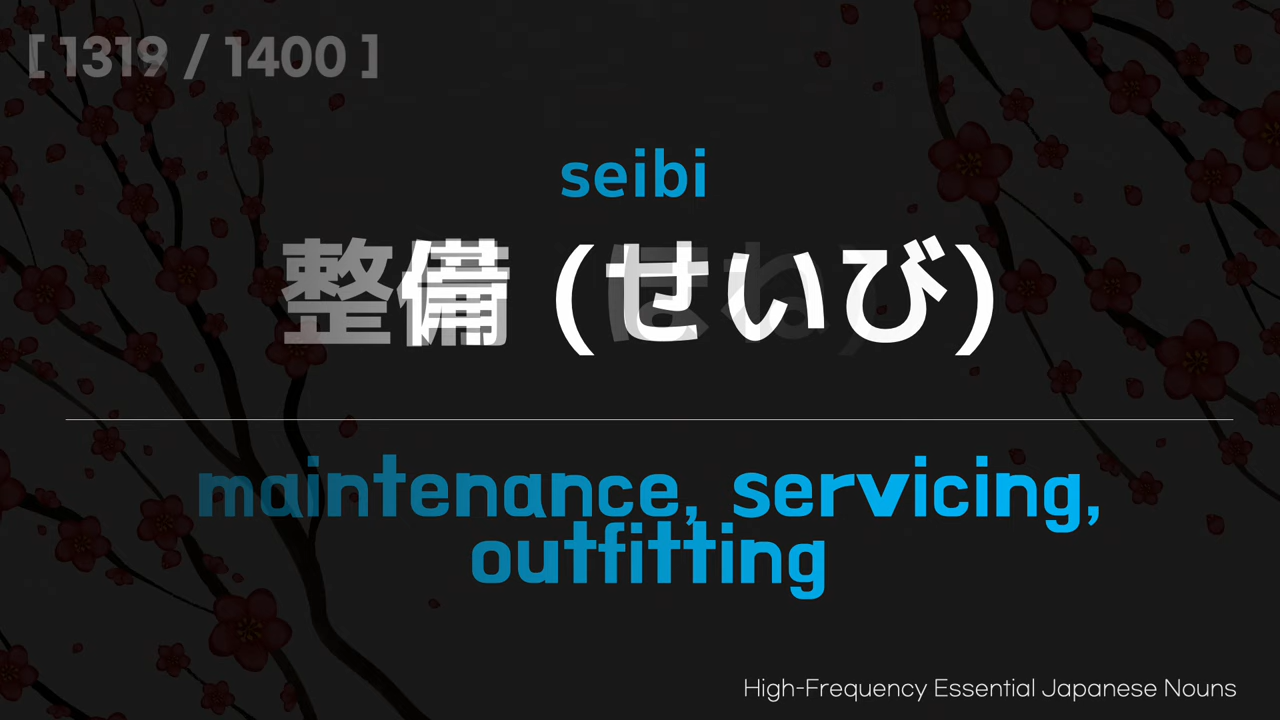 [ 1319 / 1400 ]
seibi
整備 (せいび)
maintenance, servicing,
outfitting
High-Frequency Essential Japanese Nouns